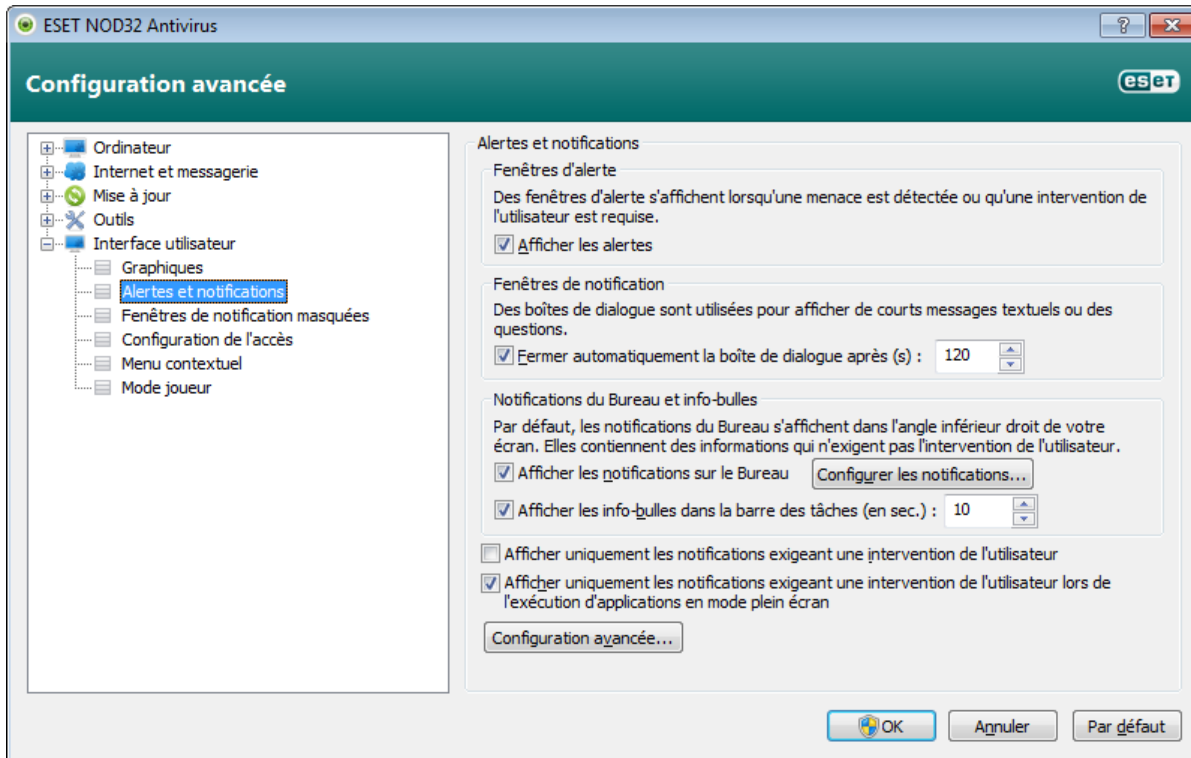 ESET NOD32 Antivirus
Configuration avancée
eseT
Ordinateur
Internet et messagerie
Mise à jour
Outils
Interface utilisateur
Graphiques
Alertes et notifications
Fenêtres de notification masquées
Configuration de l'accès
Menu contextuel
Mode joueur
Alertes et notifications
Fenêtres d'alerte
Des fenêtres d'alerte s'affichent lorsqu'une menace est détectée ou qu'une intervention de
l'utilisateur est requise.
Afficher les alertes
Fenêtres de notification
Des boîtes de dialogue sont utilisées pour afficher de courts messages textuels ou des
questions.
Fermer automatiquement la boîte de dialogue après (s) : 120
Notifications du Bureau et info-bulles
Par défaut, les notifications du Bureau s'affichent dans l'angle inférieur droit de votre
écran. Elles contiennent des informations qui n'exigent pas l'intervention de l'utilisateur.
Afficher les notifications sur le Bureau Configurer les notifications...
Afficher les info-bulles dans la barre des tâches (en sec.) : 10
Afficher uniquement les notifications exigeant une intervention de l'utilisateur
Afficher uniquement les notifications exigeant une intervention de l'utilisateur lors de
l'exécution d'applications en mode plein écran
Configuration avancée...
OK Annuler Par défaut